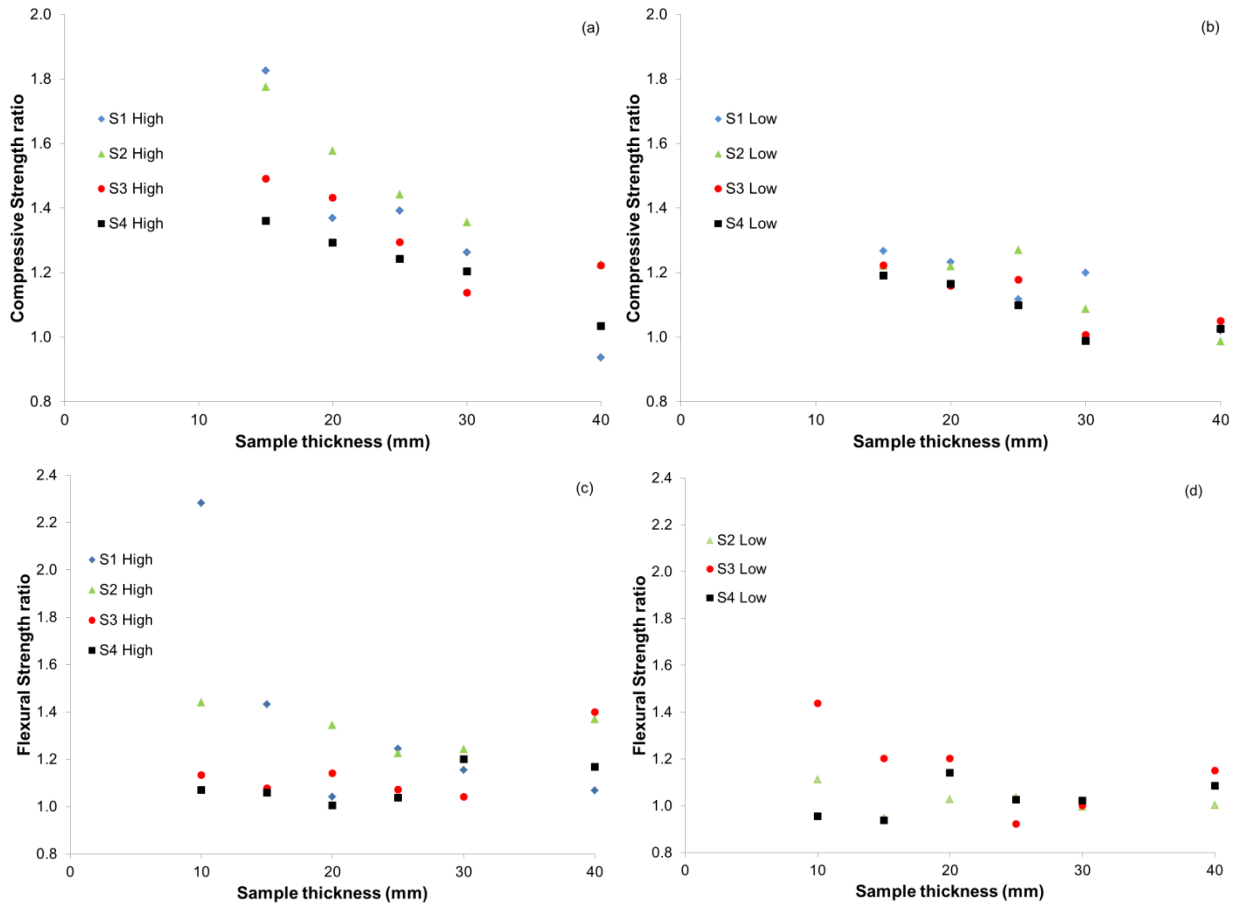 (a)
Compressive Strength ratio
2.0
1.8
1.6
1.4
1.2
1.0
0.8
S1 High
S2 High
S3 High
S4 High
0 10 20 30 40
Sample thickness (mm)
(b)
Compressive Strength ratio
2.0
1.8
1.6
1.4
1.2
1.0
0.8
S1 Low
S2 Low
S3 Low
S4 Low
0 10 20 30 40
Sample thickness (mm)
(c)
Flexural Strength ratio
2.4
2.2
2.0
1.8
1.6
1.4
1.2
1.0
0.8
S1 High
S2 High
S3 High
S4 High
0 10 20 30 40
Sample thickness (mm)
(d)
Flexural Strength ratio
2.4
2.2
2.0
1.8
1.6
1.4
1.2
1.0
0.8
S2 Low
S3 Low
S4 Low
0 10 20 30 40
Sample thickness (mm)